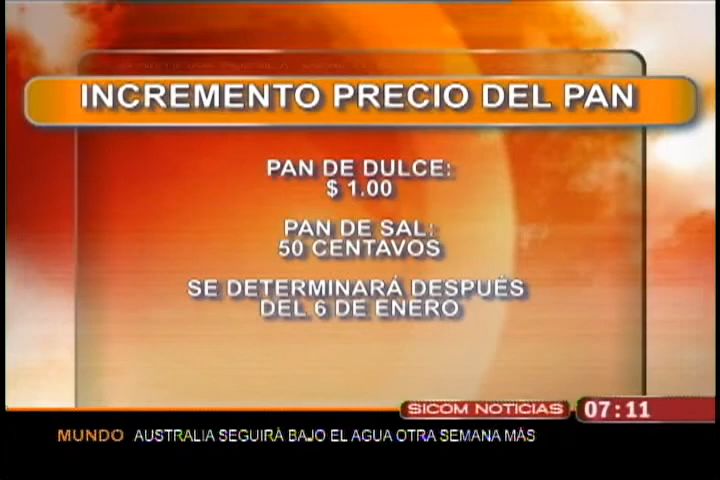 INCREMENTO PRECIO DEL PAN
PAN DE DULCE:
$ 1.00
PAN DE SAL:
50 CENTAVOS
SE DETERMINARÁ DESPUÉS
DEL 6 DE ENERO
SICOM NOTICIAS
07:11
MUNDO AUSTRALIA SEGUIRÁ BAJO EL AGUA OTRA SEMANA MÁS